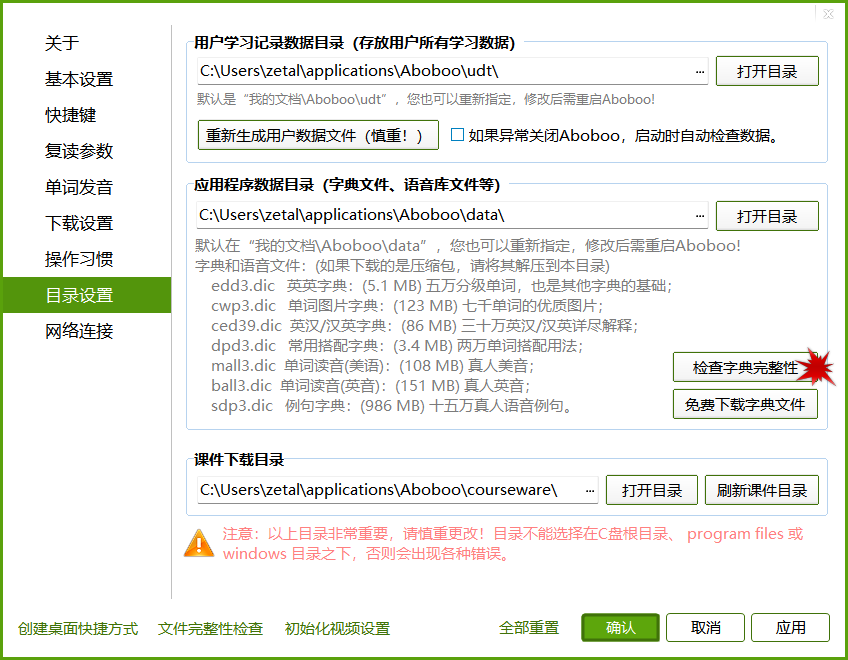 关于
基本设置
快捷键
复读参数
单词发音
下载设置
操作习惯
目录设置
网络连接
用户学习记录数据目录（存放用户所有学习数据)
C:\Users\zetal\applications\Aboboo\udt\ ...
打开目录
默认是“我的文档\Aboboo\udt”，您也可以重新指定，修改后需重启Aboboo!
重新生成用户数据文件（慎重！）
如果异常关闭Aboboo，启动时自动检查数据。
应用程序数据目录（字典文件、语音库文件等)
C:\Users\zetal\applications\Aboboo\data\ ...
打开目录
默认在“我的文档\Aboboo\data”，您也可以重新指定，修改后需重启Aboboo!
字典和语音文件：(如果下载的是压缩包，请将其解压到本目录)
edd3.dic 英英字典：(5.1 MB) 五万分级单词，也是其他字典的基础；
cwp3.dic 单词图片字典：(123 MB) 七千单词的优质图片；
ced39.dic 英汉/汉英字典：(86 MB) 三十万英汉/汉英详尽解释；
dpd3.dic 常用搭配字典：(3.4 MB) 两万单词搭配用法；
mall3.dic 单词读音(美语)：(108 MB) 真人美音；
ball3.dic 单词读音(英音)：(151 MB) 真人英音；
sdp3.dic 例句字典：(986 MB) 十五万真人语音例句。
检查字典完整性
免费下载字典文件
课件下载目录
C:\Users\zetal\applications\Aboboo\courseware\ ...
打开目录
刷新课件目录
注意：以上目录非常重要，请慎重更改！目录不能选择在C盘根目录、 program files 或
windows 目录之下，否则会出现各种错误。
创建桌面快捷方式
文件完整性检查
初始化视频设置
全部重置
确认
取消
应用